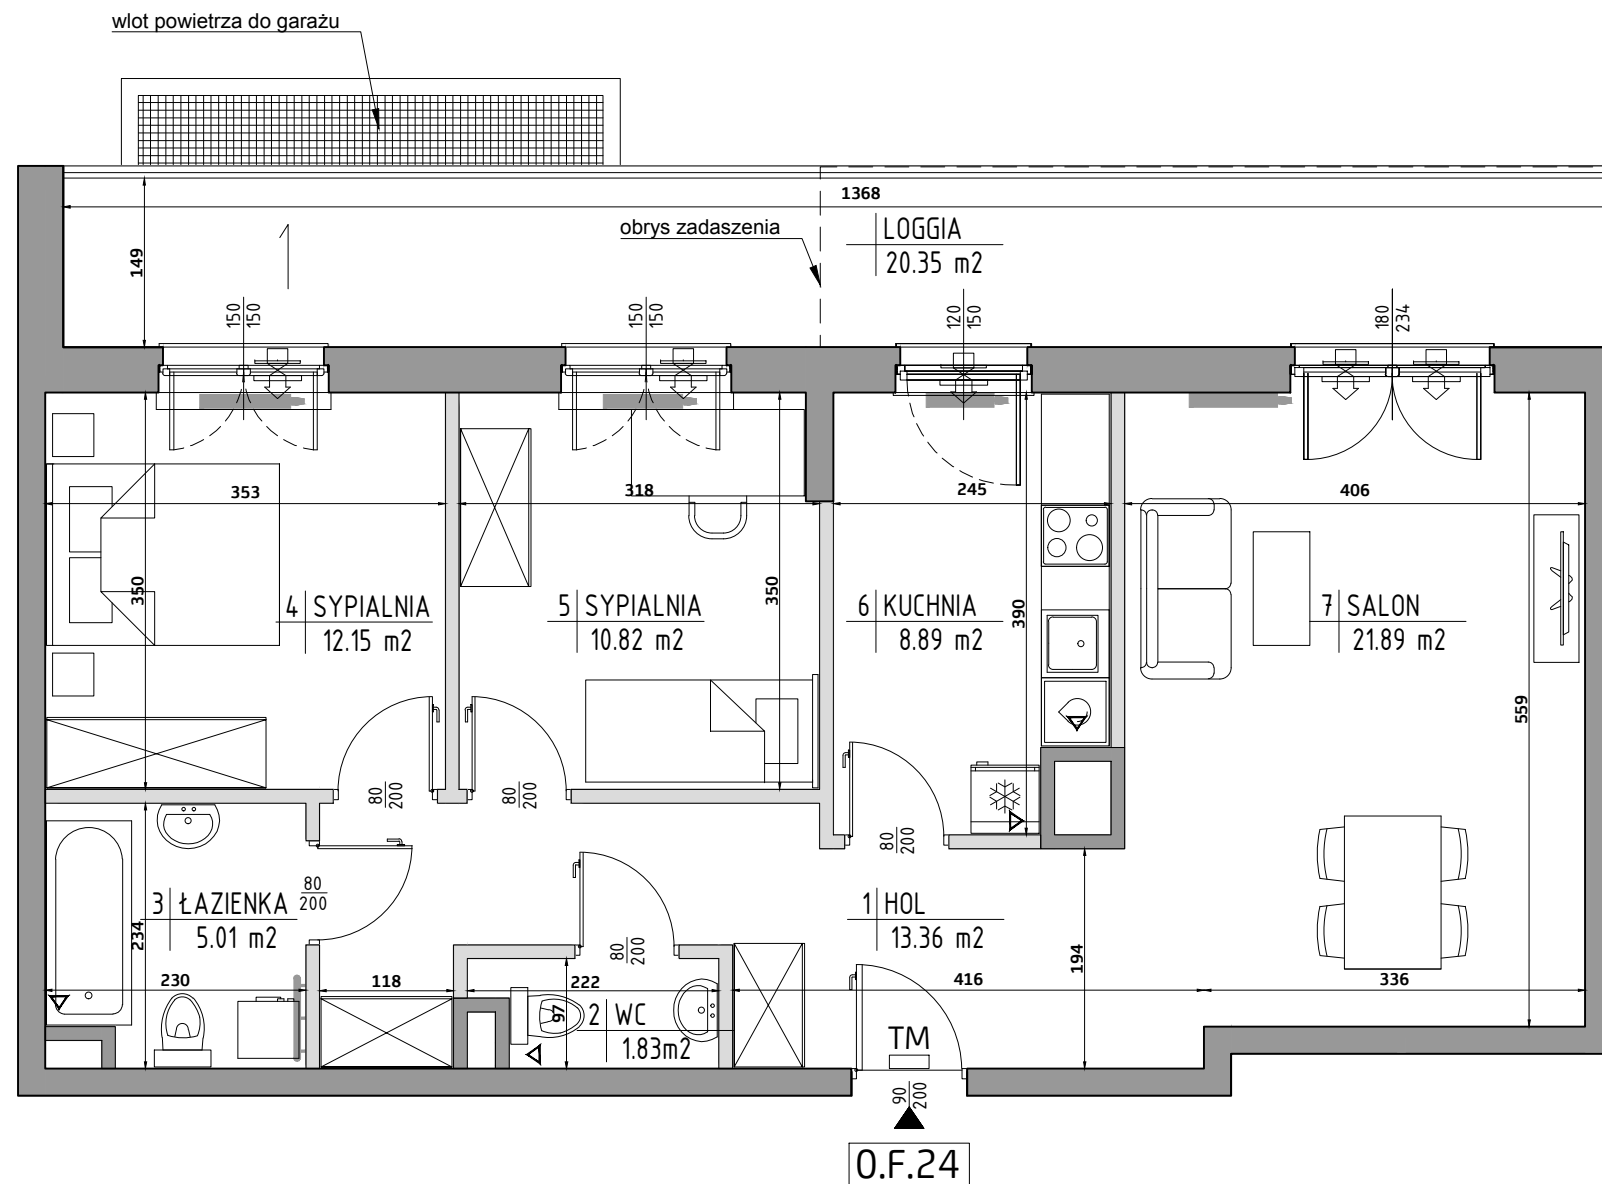 wlot powietrza do garażu
1368
obrys zadaszenia
LOGGIA
20.35 m2
149
1
150
150
150
150
120
150
180
234
353
318
245
406
350
350
390
559
4 SYPIALNIA
12.15 m2
5 SYPIALNIA
10.82 m2
6 KUCHNIA
8.89 m2
7 SALON
21.89 m2
80
200
80
200
80
200
3 ŁAZIENKA
5.01 m2
80
200
234
1 HOL
13.36 m2
80
200
194
230
118
222
416
336
97
2 WC
1.83m2
TM
90
200
0.F.24